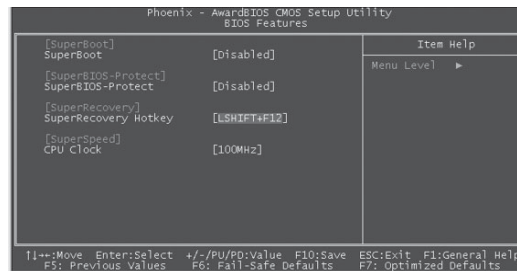 Phoenix - AwardBIOS CMOS Setup Utility
BIOS Features
[SuperBoot]
SuperBoot [Disabled]
[SuperBIOS-Protect]
SuperBIOS-Protect [Disabled]
[SuperRecovery]
SuperRecovery Hotkey [LSHIFT+F12]
[SuperSpeed]
CPU Clock [100MHz]
Item Help
Menu Level ►
↑↓→←:Move Enter:Select +/-/PU/PD:Value F10:Save ESC:Exit F1:General Help
F5: Previous Values F6: Fail-Safe Defaults F7: Optimized Defaults